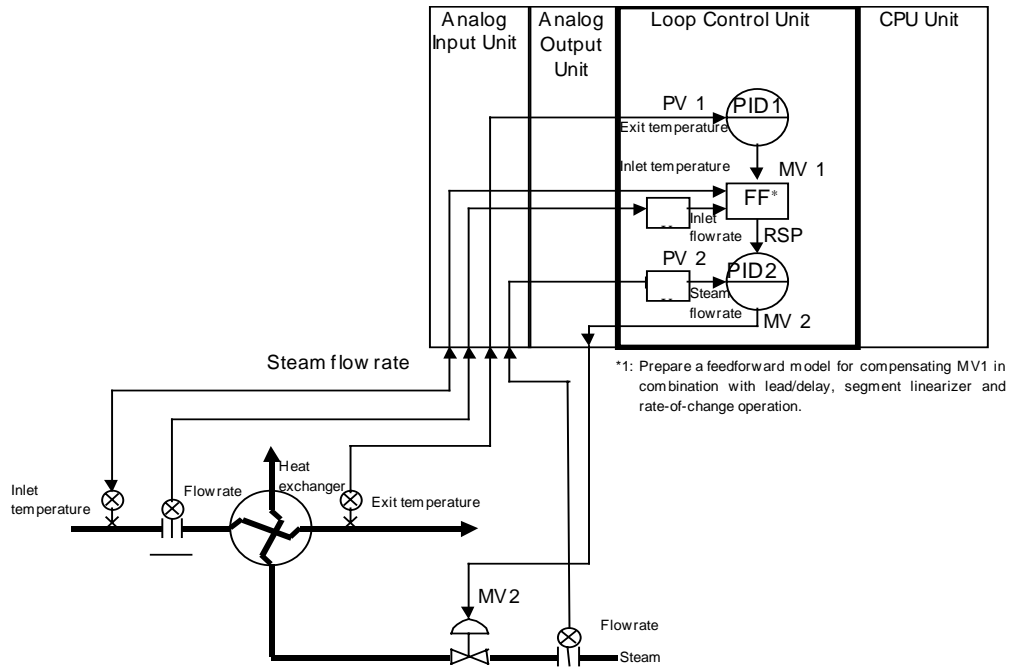 Analog
Input Unit
Analog
Output
Unit
Loop Control Unit
CPU Unit
PV 1
PID1
Exit temperature
Inlet temperature
MV 1
FF*
Inlet
flowrate
RSP
PV 2
PID2
Steam
flowrate
MV 2
Steam flow rate
*1: Prepare a feedforward model for compensating MV1 in
combination with lead/delay, segment linearizer and
rate-of-change operation.
Inlet
temperature
Flowrate
Heat
exchanger
Exit temperature
MV2
Flowrate
Steam